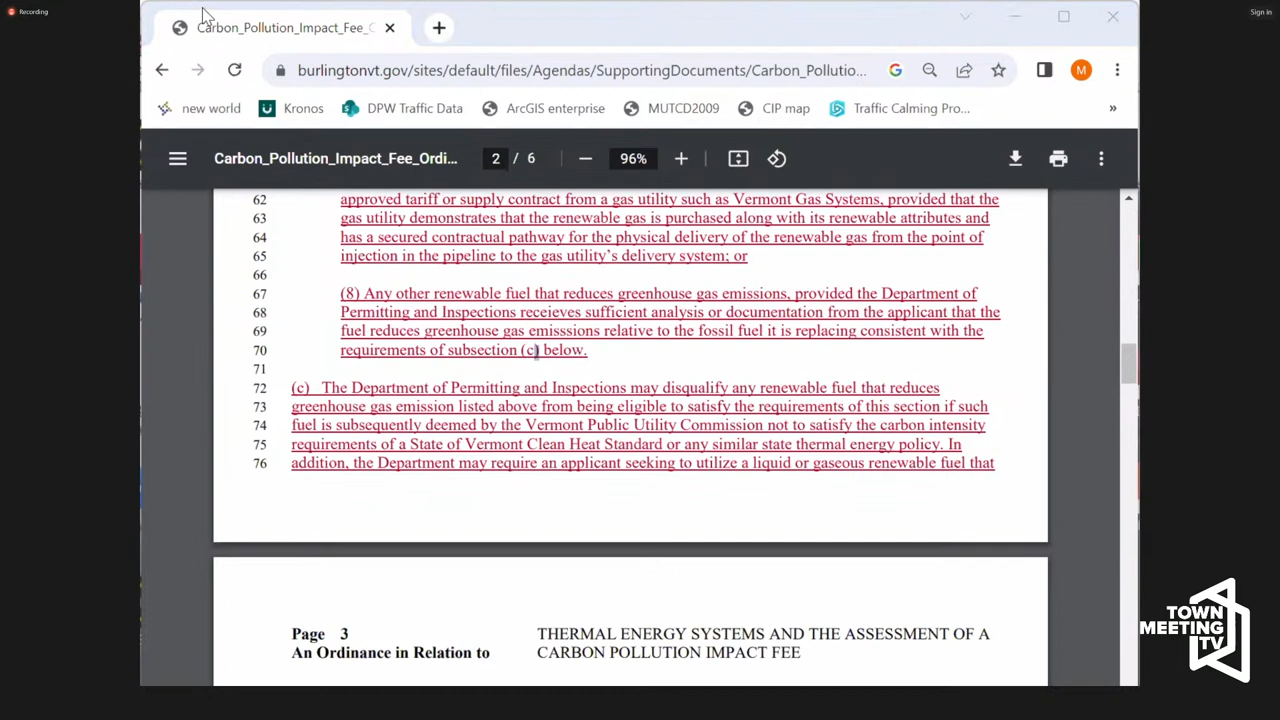 Recording
Sign in
Carbon_Pollution_Impact_Fee_C
burlingtonvt.gov/sites/default/files/Agendas/SupportingDocuments/Carbon_Pollutio...
new world
Kronos
DPW Traffic Data
ArcGIS enterprise
MUTCD2009
CIP map
Traffic Calming Pro...
»
M
Carbon_Pollution_Impact_Fee_Ordi...
2 / 6
96%
62 approved tariff or supply contract from a gas utility such as Vermont Gas Systems, provided that the
63 gas utility demonstrates that the renewable gas is purchased along with its renewable attributes and
64 has a secured contractual pathway for the physical delivery of the renewable gas from the point of
65 injection in the pipeline to the gas utility's delivery system; or
66
67 (8) Any other renewable fuel that reduces greenhouse gas emissions, provided the Department of
68 Permitting and Inspections receieves sufficient analysis or documentation from the applicant that the
69 fuel reduces greenhouse gas emisssions relative to the fossil fuel it is replacing consistent with the
70 requirements of subsection (c) below.
71
72 (c) The Department of Permitting and Inspections may disqualify any renewable fuel that reduces
73 greenhouse gas emission listed above from being eligible to satisfy the requirements of this section if such
74 fuel is subsequently deemed by the Vermont Public Utility Commission not to satisfy the carbon intensity
75 requirements of a State of Vermont Clean Heat Standard or any similar state thermal energy policy. In
76 addition, the Department may require an applicant seeking to utilize a liquid or gaseous renewable fuel that
Page 3
An Ordinance in Relation to
THERMAL ENERGY SYSTEMS AND THE ASSESSMENT OF A
CARBON POLLUTION IMPACT FEE
TOWN
MEETING
TV